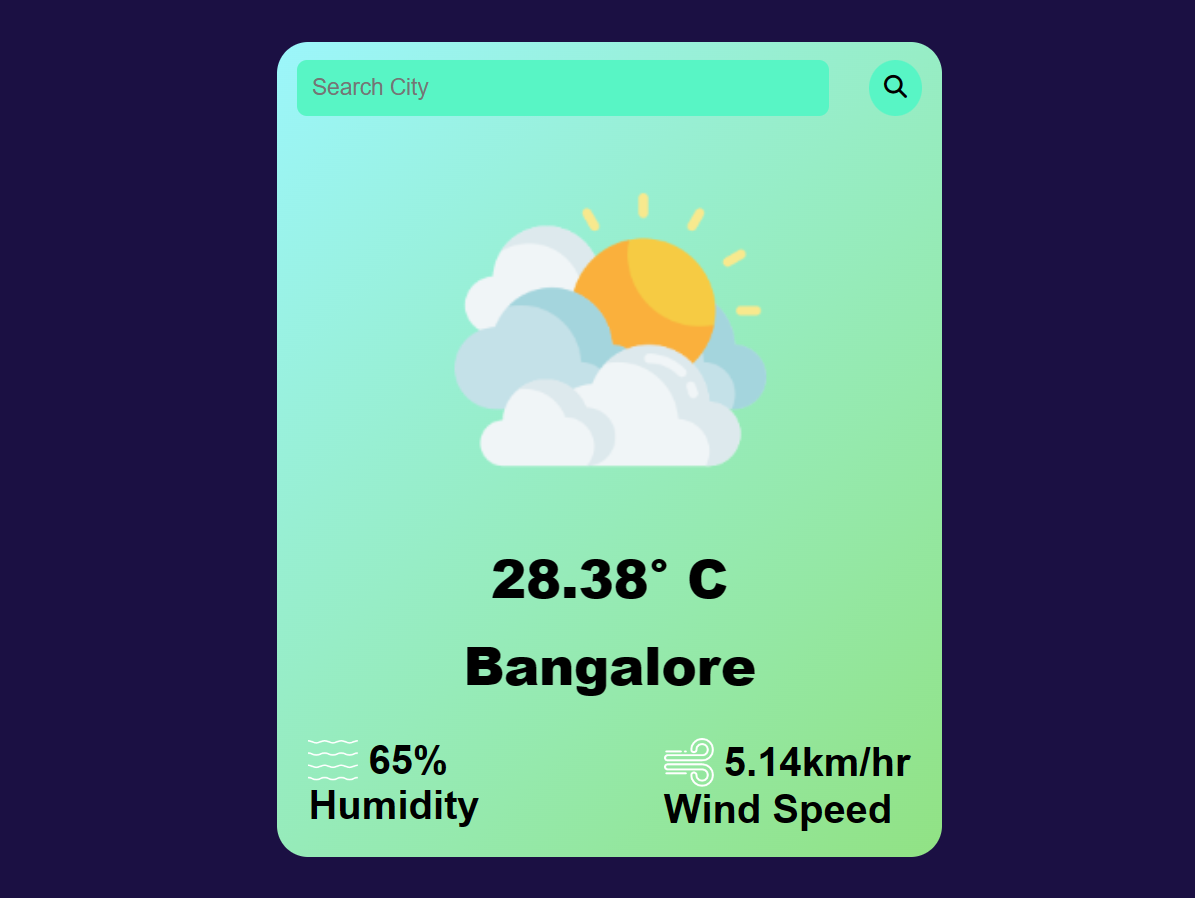 Search City
28.38° C
Bangalore
65%
Humidity
5.14km/hr
Wind Speed